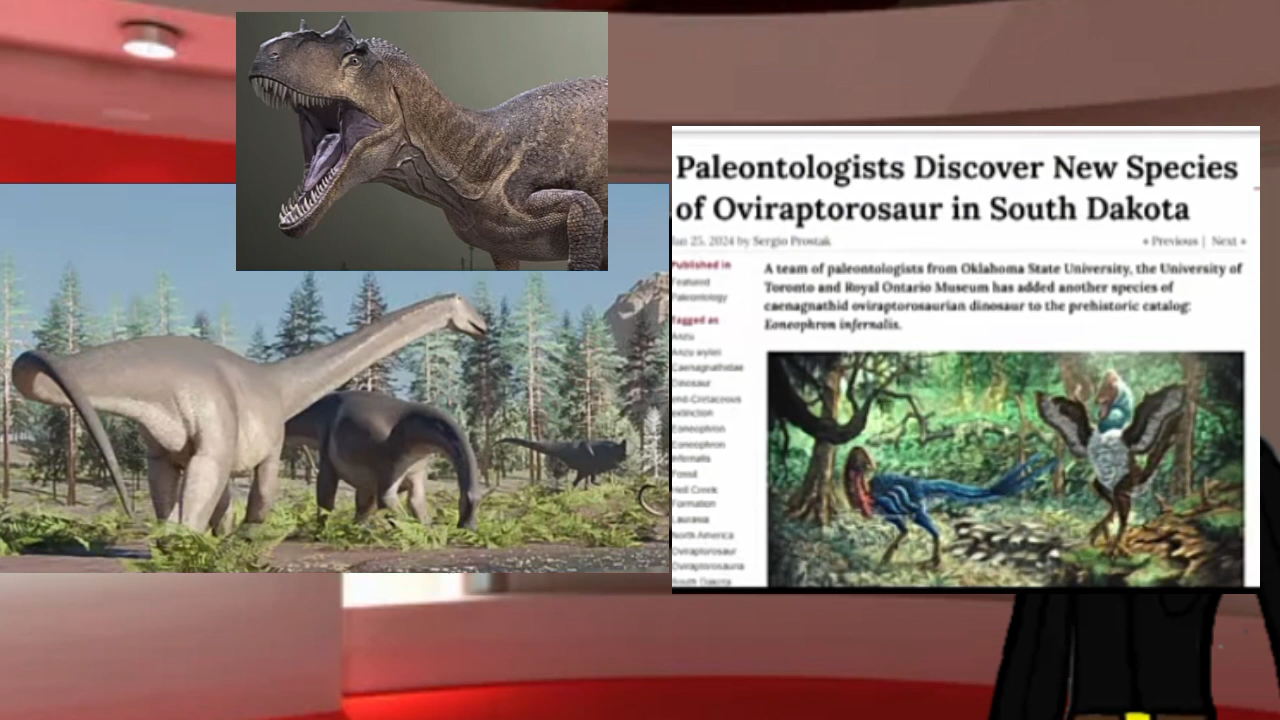 Paleontologists Discover New Species
of Oviraptorosaur in South Dakota
Jan 25, 2024 by Sergio Prostak
« Previous | Next »
Published in
Featured
Paleontology
Tagged as
Anzu
Anzu wyliei
Caenagnathidae
Dinosaur
end-Cretaceous
extinction
Eoneophron
Eoneophron
infernalis
Fossil
Hell Creek
Formation
Laurasia
North America
Oviraptorosaur
Oviraptorosauria
South Dakota
A team of paleontologists from Oklahoma State University, the University of
Toronto and Royal Ontario Museum has added another species of
caenagnathid oviraptorosaurian dinosaur to the prehistoric catalog:
Eoneophron infernalis.